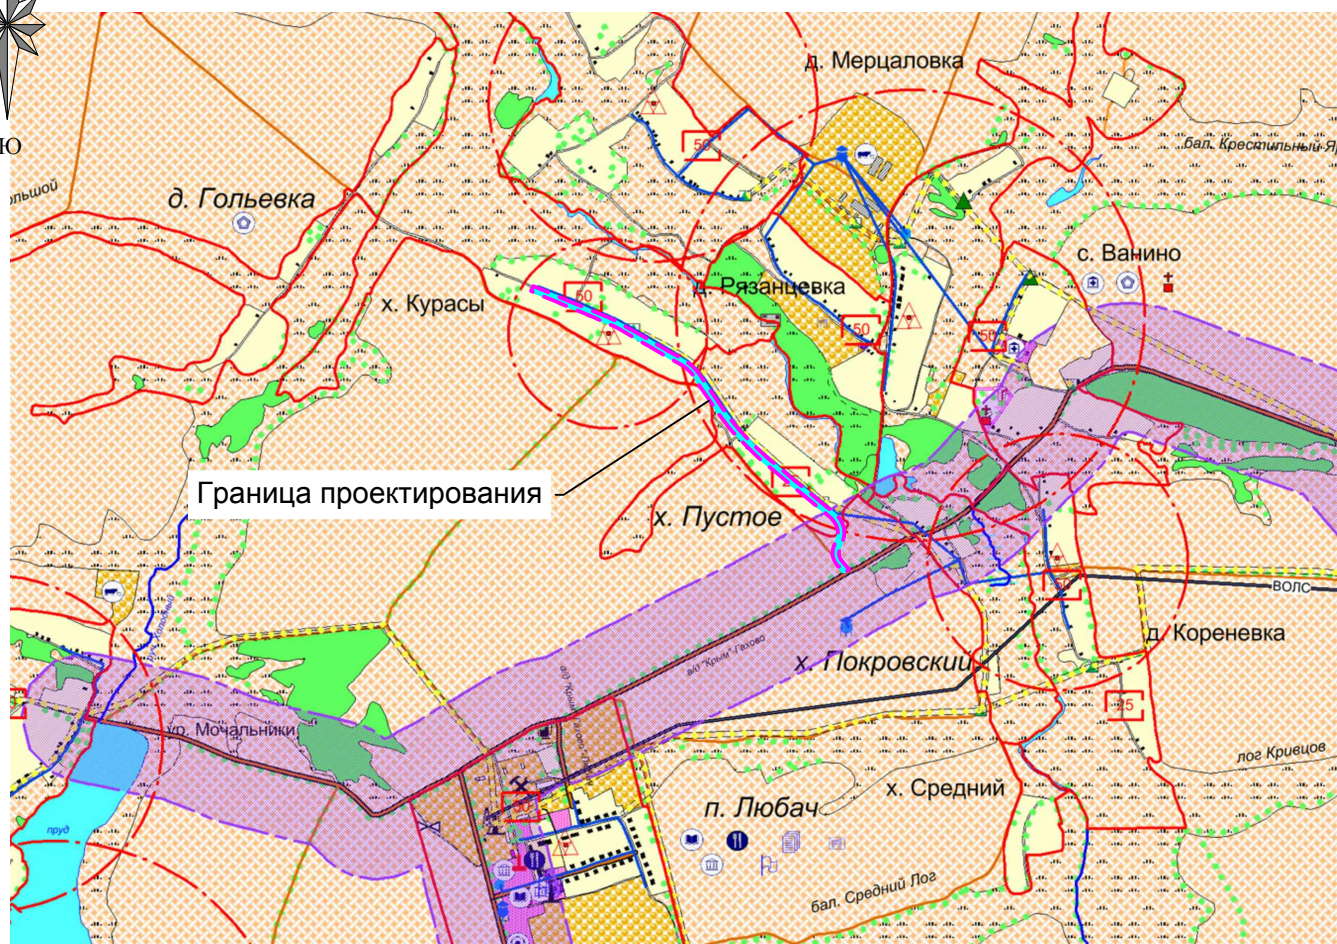 Ю
д. Мерцаловка
50
бал. Крестильный Яр
д. Гольевка
с. Ванино
х. Курасы
50
д. Рязанцевка
50
50
Граница проектирования
х. Пустое
ВОЛС
д. Кореневка
х. Покровский
а/д "Крым"-Гахово
25
ур. Мочальники
лог Кривцов
пруд
п. Любач
х. Средний
бал. Средний Лог